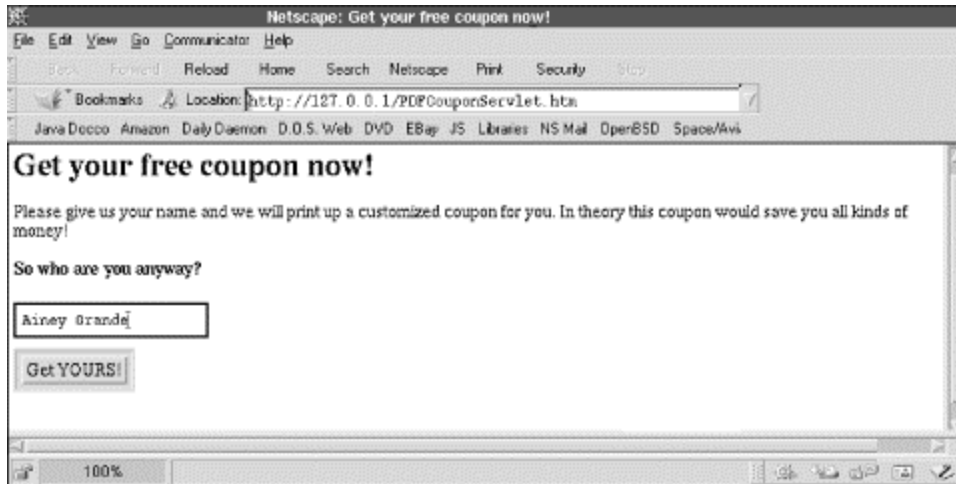 Netscape: Get your free coupon now!
File Edit View Go Communicator Help
Back Forward Reload Home Search Netscape Print Security Stop
Bookmarks Location: http://127.0.0.1/PDFCouponServlet.htm
Java Docco Amazon Daily Daemon D.O.S. Web DVD EBay JS Libraries NS Mail OpenBSD Space/Avi
Get your free coupon now!
Please give us your name and we will print up a customized coupon for you. In theory this coupon would save you all kinds of
money!
So who are you anyway?
Ainey Grande
Get YOURS!
100%